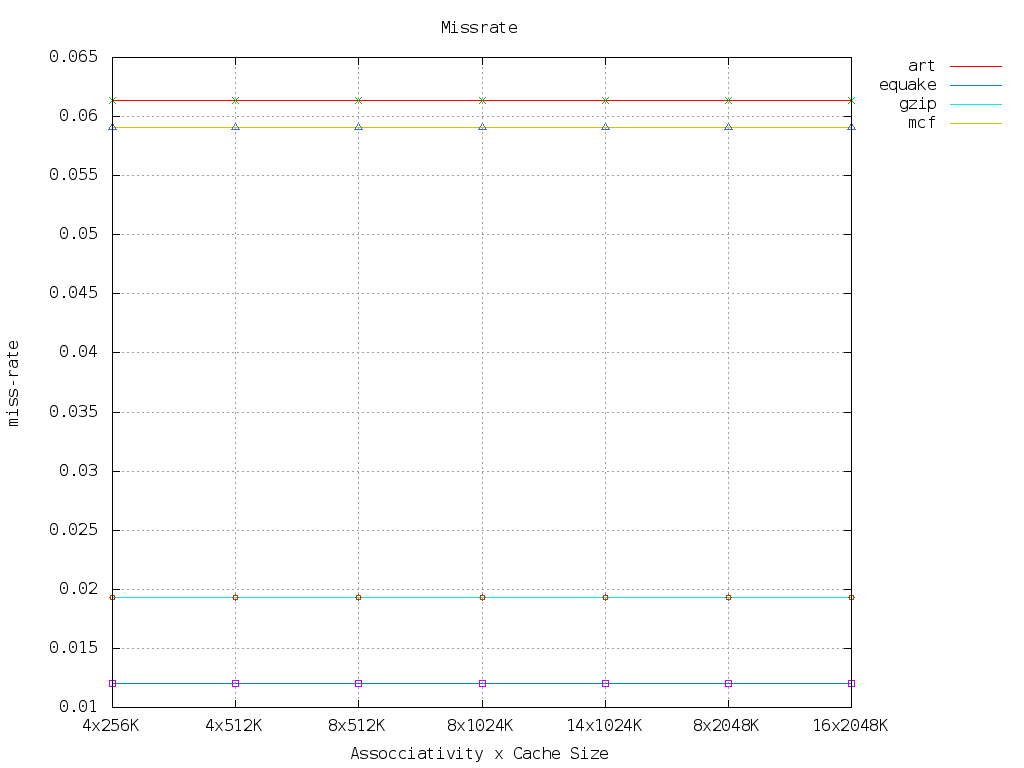 Missrate
0.065
0.06
0.055
0.05
0.045
0.04
0.035
0.03
0.025
0.02
0.015
0.01
miss-rate
4x256K 4x512K 8x512K 8x1024K 14x1024K 8x2048K 16x2048K
Assocciativity x Cache Size
art
equake
gzip
mcf